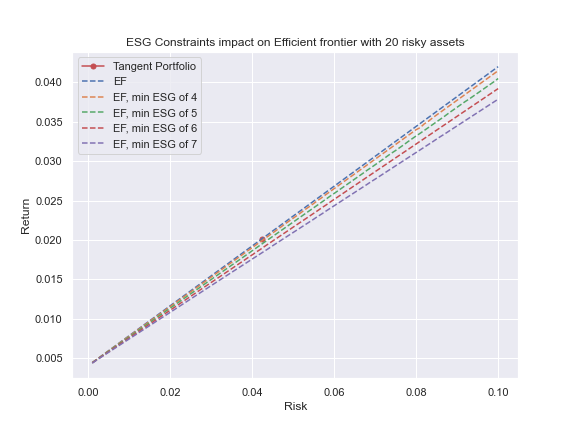 ESG Constraints impact on Efficient frontier with 20 risky assets
Tangent Portfolio
EF
EF, min ESG of 4
EF, min ESG of 5
EF, min ESG of 6
EF, min ESG of 7
0.040
0.035
0.030
0.025
0.020
0.015
0.010
0.005
Return
0.00 0.02 0.04 0.06 0.08 0.10
Risk